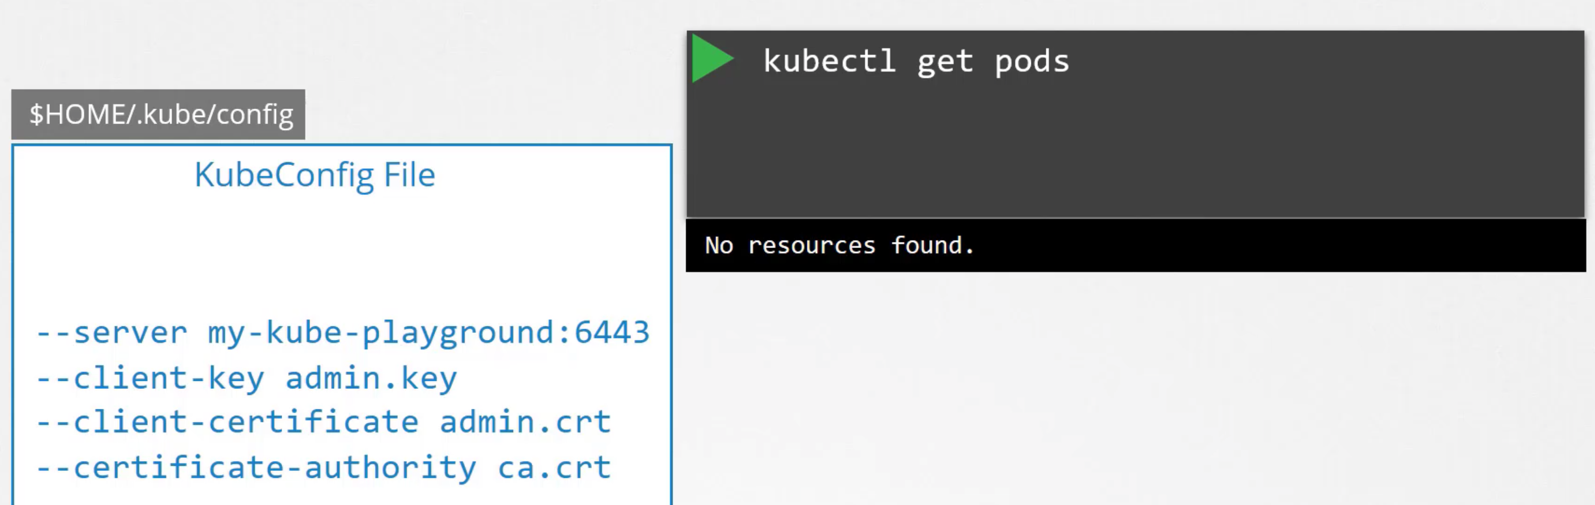 $HOME/.kube/config
KubeConfig File
--server my-kube-playground:6443
--client-key admin.key
--client-certificate admin.crt
--certificate-authority ca.crt
kubectl get pods
No resources found.